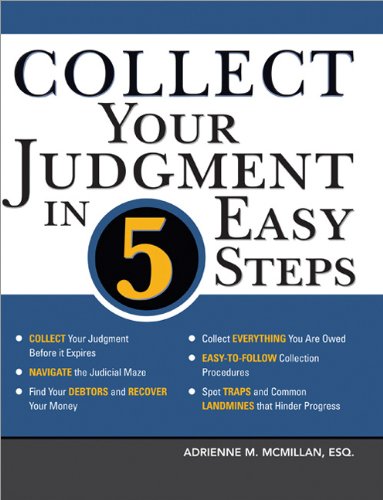 COLLECT
YOUR
JUDGMENT
IN 5 EASY
STEPS
● COLLECT Your Judgment
Before it Expires
● NAVIGATE the Judicial Maze
● Find Your DEBTORS and RECOVER
Your Money
● Collect EVERYTHING You Are Owed
● EASY-TO-FOLLOW Collection
Procedures
● Spot TRAPS and Common
LANDMINES that Hinder Progress
ADRIENNE M. MCMILLAN, ESQ.